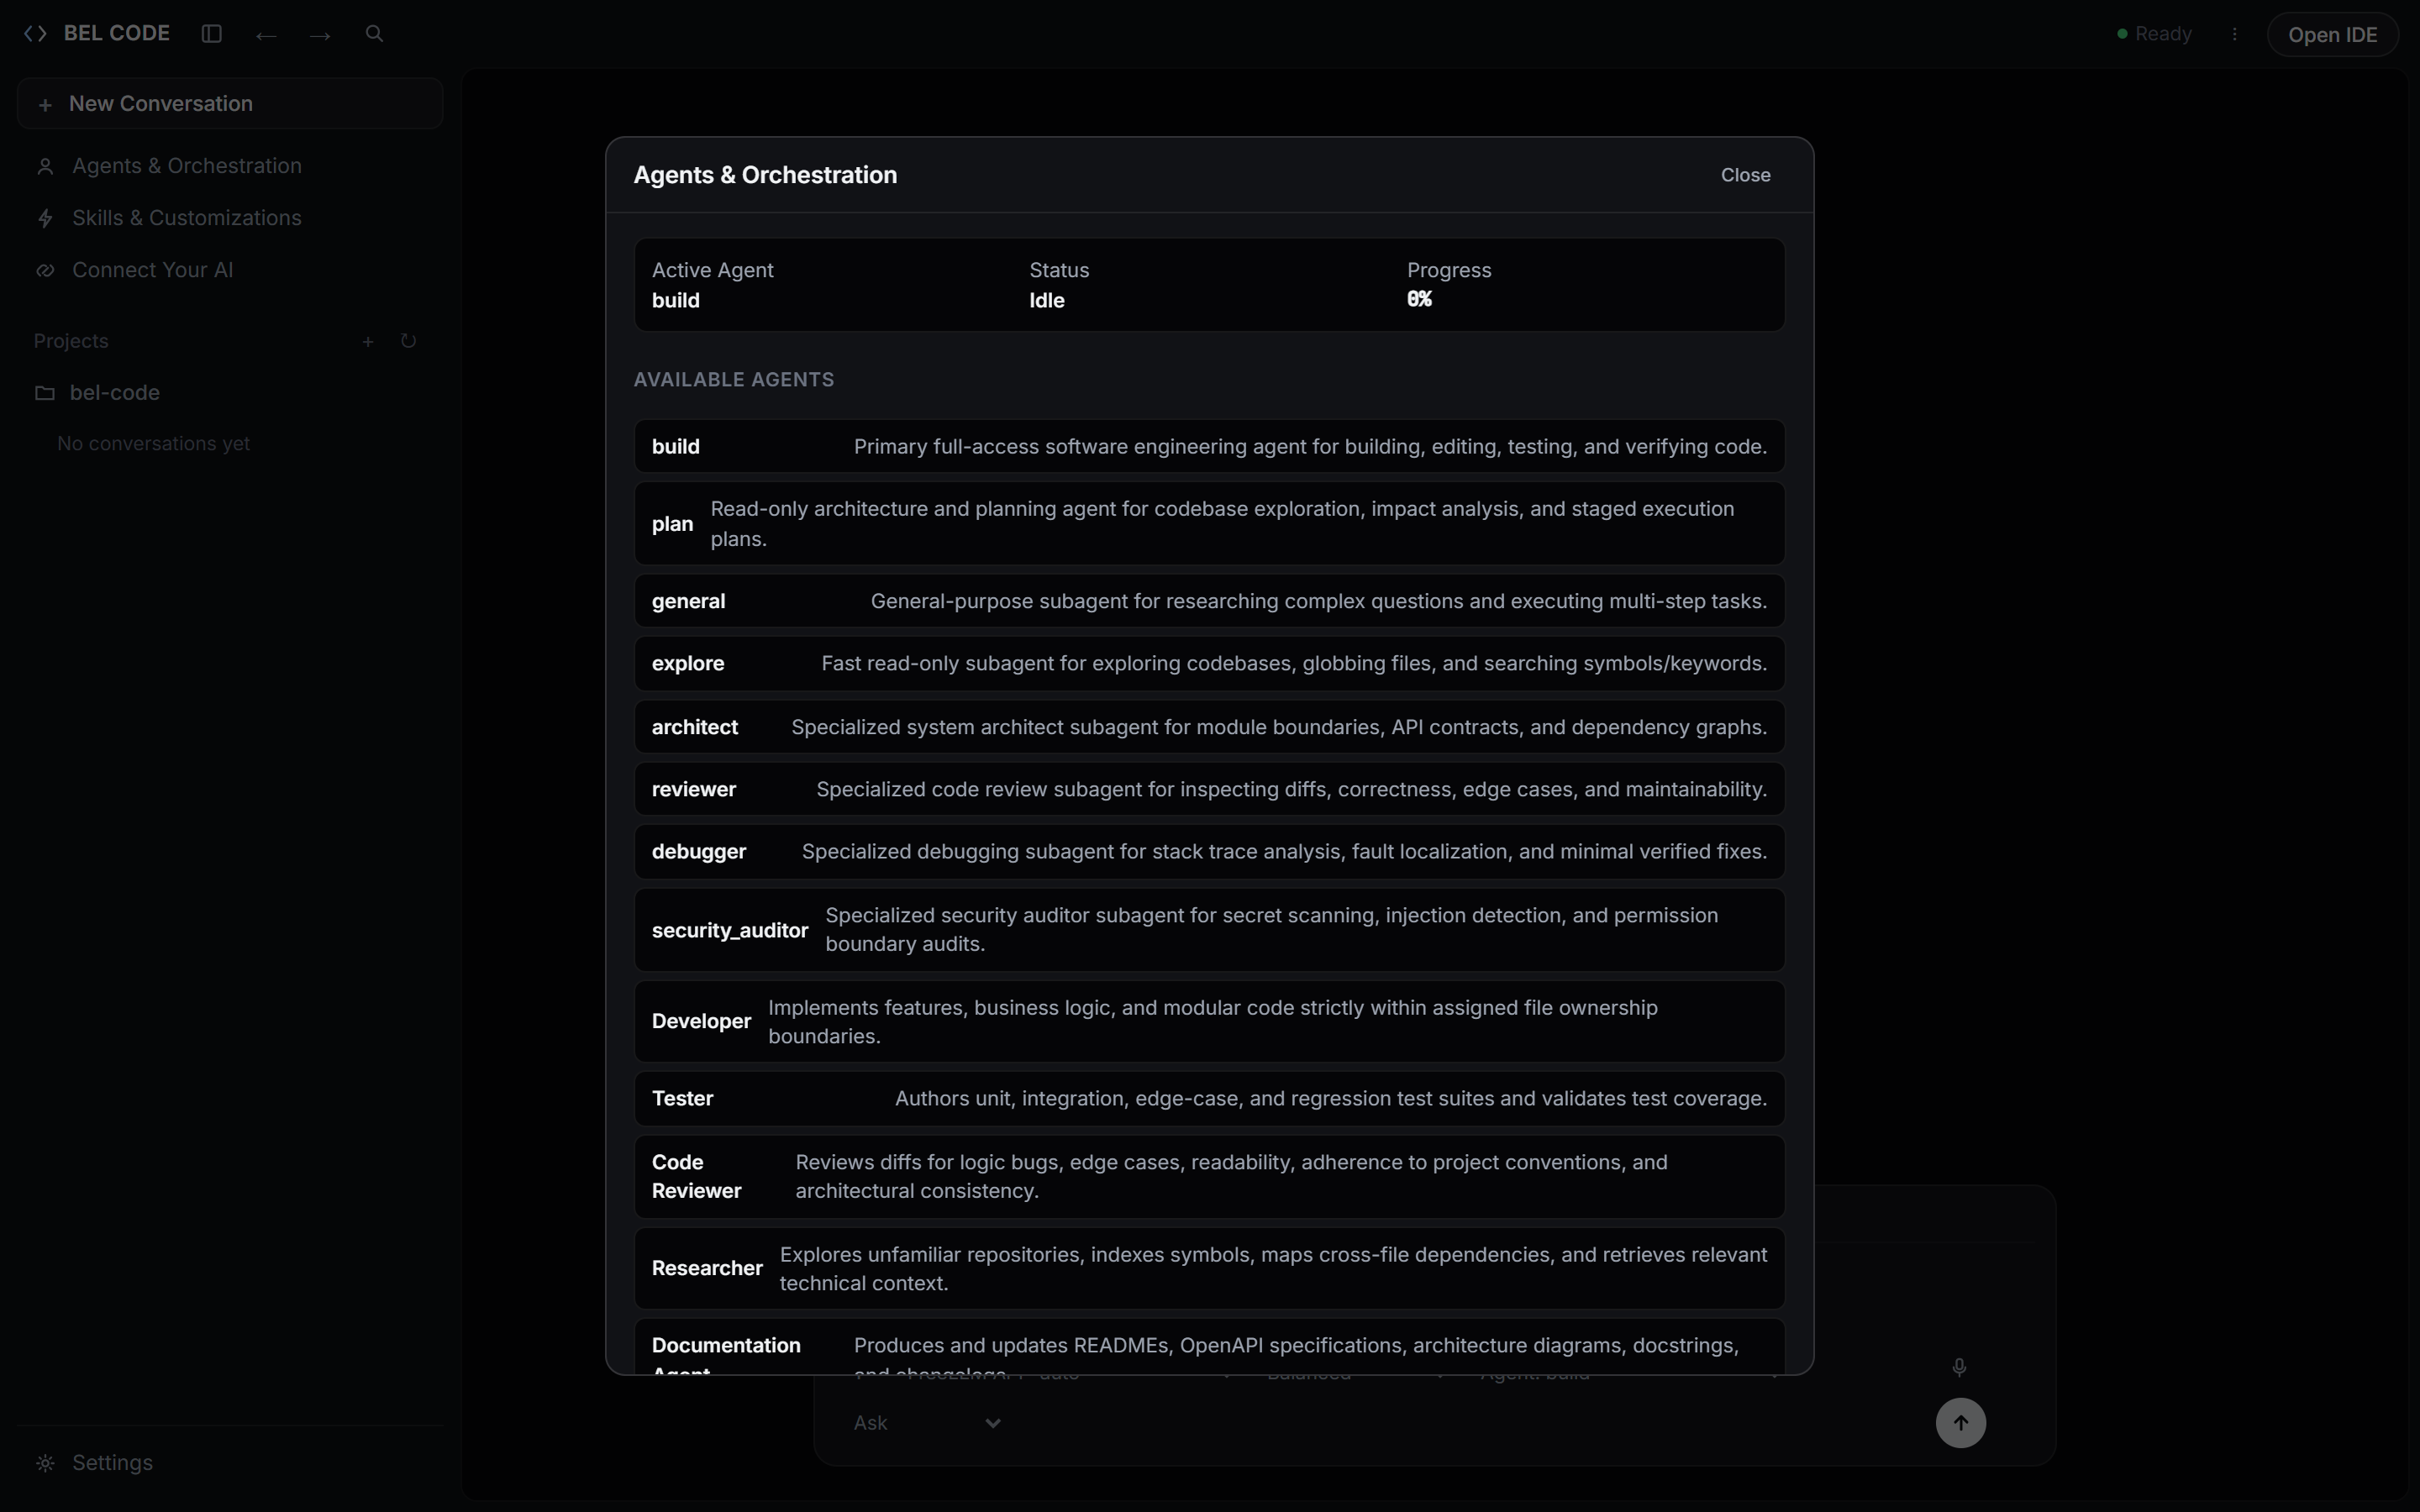 BEL CODE
Ready
Open IDE
New Conversation
Agents & Orchestration
Skills & Customizations
Connect Your AI
Projects
bel-code
No conversations yet
Settings
Agents & Orchestration
Close
Active Agent
build
Status
Idle
Progress
0%
AVAILABLE AGENTS
build
Primary full-access software engineering agent for building, editing, testing, and verifying code.
plan
Read-only architecture and planning agent for codebase exploration, impact analysis, and staged execution
plans.
general
General-purpose subagent for researching complex questions and executing multi-step tasks.
explore
Fast read-only subagent for exploring codebases, globbing files, and searching symbols/keywords.
architect
Specialized system architect subagent for module boundaries, API contracts, and dependency graphs.
reviewer
Specialized code review subagent for inspecting diffs, correctness, edge cases, and maintainability.
debugger
Specialized debugging subagent for stack trace analysis, fault localization, and minimal verified fixes.
security_auditor
Specialized security auditor subagent for secret scanning, injection detection, and permission
boundary audits.
Developer
Implements features, business logic, and modular code strictly within assigned file ownership
boundaries.
Tester
Authors unit, integration, edge-case, and regression test suites and validates test coverage.
Code
Reviewer
Reviews diffs for logic bugs, edge cases, readability, adherence to project conventions, and
architectural consistency.
Researcher
Explores unfamiliar repositories, indexes symbols, maps cross-file dependencies, and retrieves relevant
technical context.
Documentation
Agent
Produces and updates READMEs, OpenAPI specifications, architecture diagrams, docstrings,
and changelogs.
auto
Balanced
Agent: build
Ask